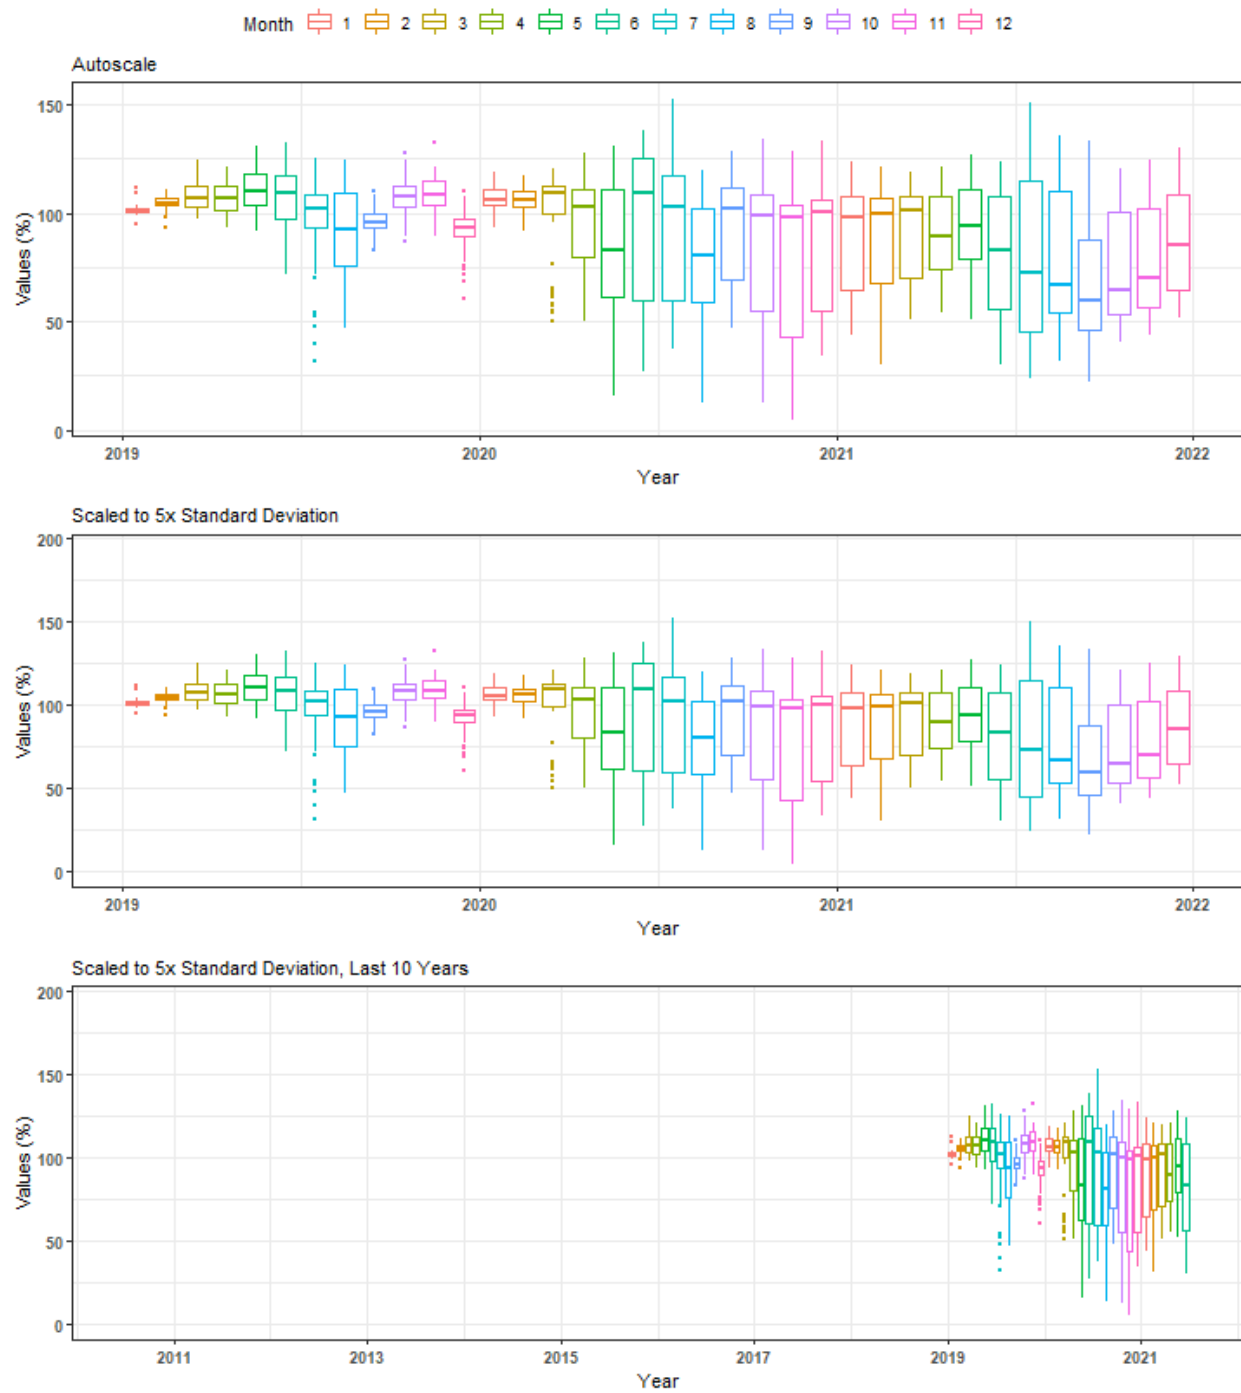 Month 1 2 3 4 5 6 7 8 9 10 11 12
Autoscale
150
100
50
0
Values (%)
2019 2020 2021 2022
Year
Scaled to 5x Standard Deviation
200
150
100
50
0
Values (%)
2019 2020 2021 2022
Year
Scaled to 5x Standard Deviation, Last 10 Years
200
150
100
50
0
Values (%)
2011 2013 2015 2017 2019 2021
Year